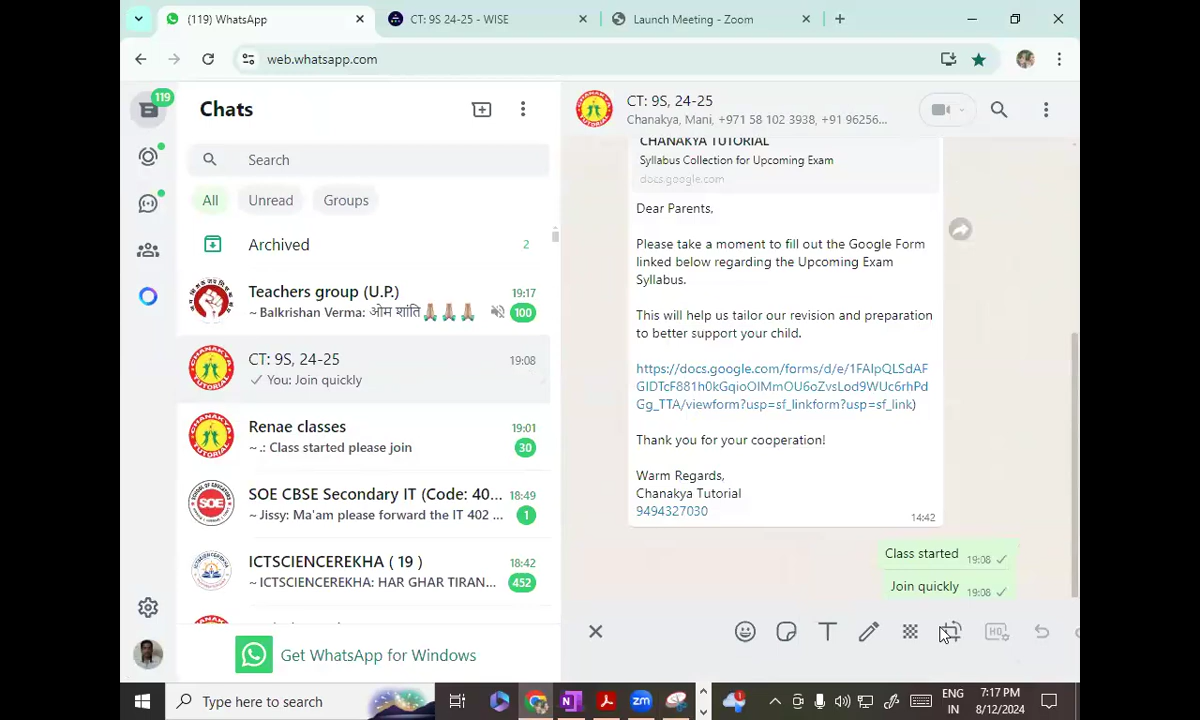 (119) WhatsApp
CT: 9S 24-25 - WISE
Launch Meeting - Zoom
web.whatsapp.com
119
Chats
Search
All
Unread
Groups
Archived
2
Teachers group (U.P.)
19:17
~ Balkrishan Verma: ओम शांति🙏🏽🙏🏽🙏🏽
100
CT: 9S, 24-25
19:08
You: Join quickly
Renae classes
19:01
~ .: Class started please join
30
SOE CBSE Secondary IT (Code: 40...
18:49
~ Jissy: Ma'am please forward the IT 402 ...
1
ICTSCIENCEREKHA ( 19 )
18:42
~ ICTSCIENCEREKHA: HAR GHAR TIRAN...
452
Get WhatsApp for Windows
CT: 9S, 24-25
Chanakya, Mani, +971 58 102 3938, +91 96256...
CHANAKYA TUTORIAL
Syllabus Collection for Upcoming Exam
docs.google.com
Dear Parents,
Please take a moment to fill out the Google Form
linked below regarding the Upcoming Exam
Syllabus.
This will help us tailor our revision and preparation
to better support your child.
https://docs.google.com/forms/d/e/1FAIpQLSdAF
GIDTcF881h0kGqioOIMmOU6oZvsLod9WUc6rhPd
Gg_TTA/viewform?usp=sf_linkform?usp=sf_link)
Thank you for your cooperation!
Warm Regards,
Chanakya Tutorial
9494327030
14:42
Class started
19:08
Join quickly
19:08
T
HQ
Type here to search
ENG
IN
7:17 PM
8/12/2024